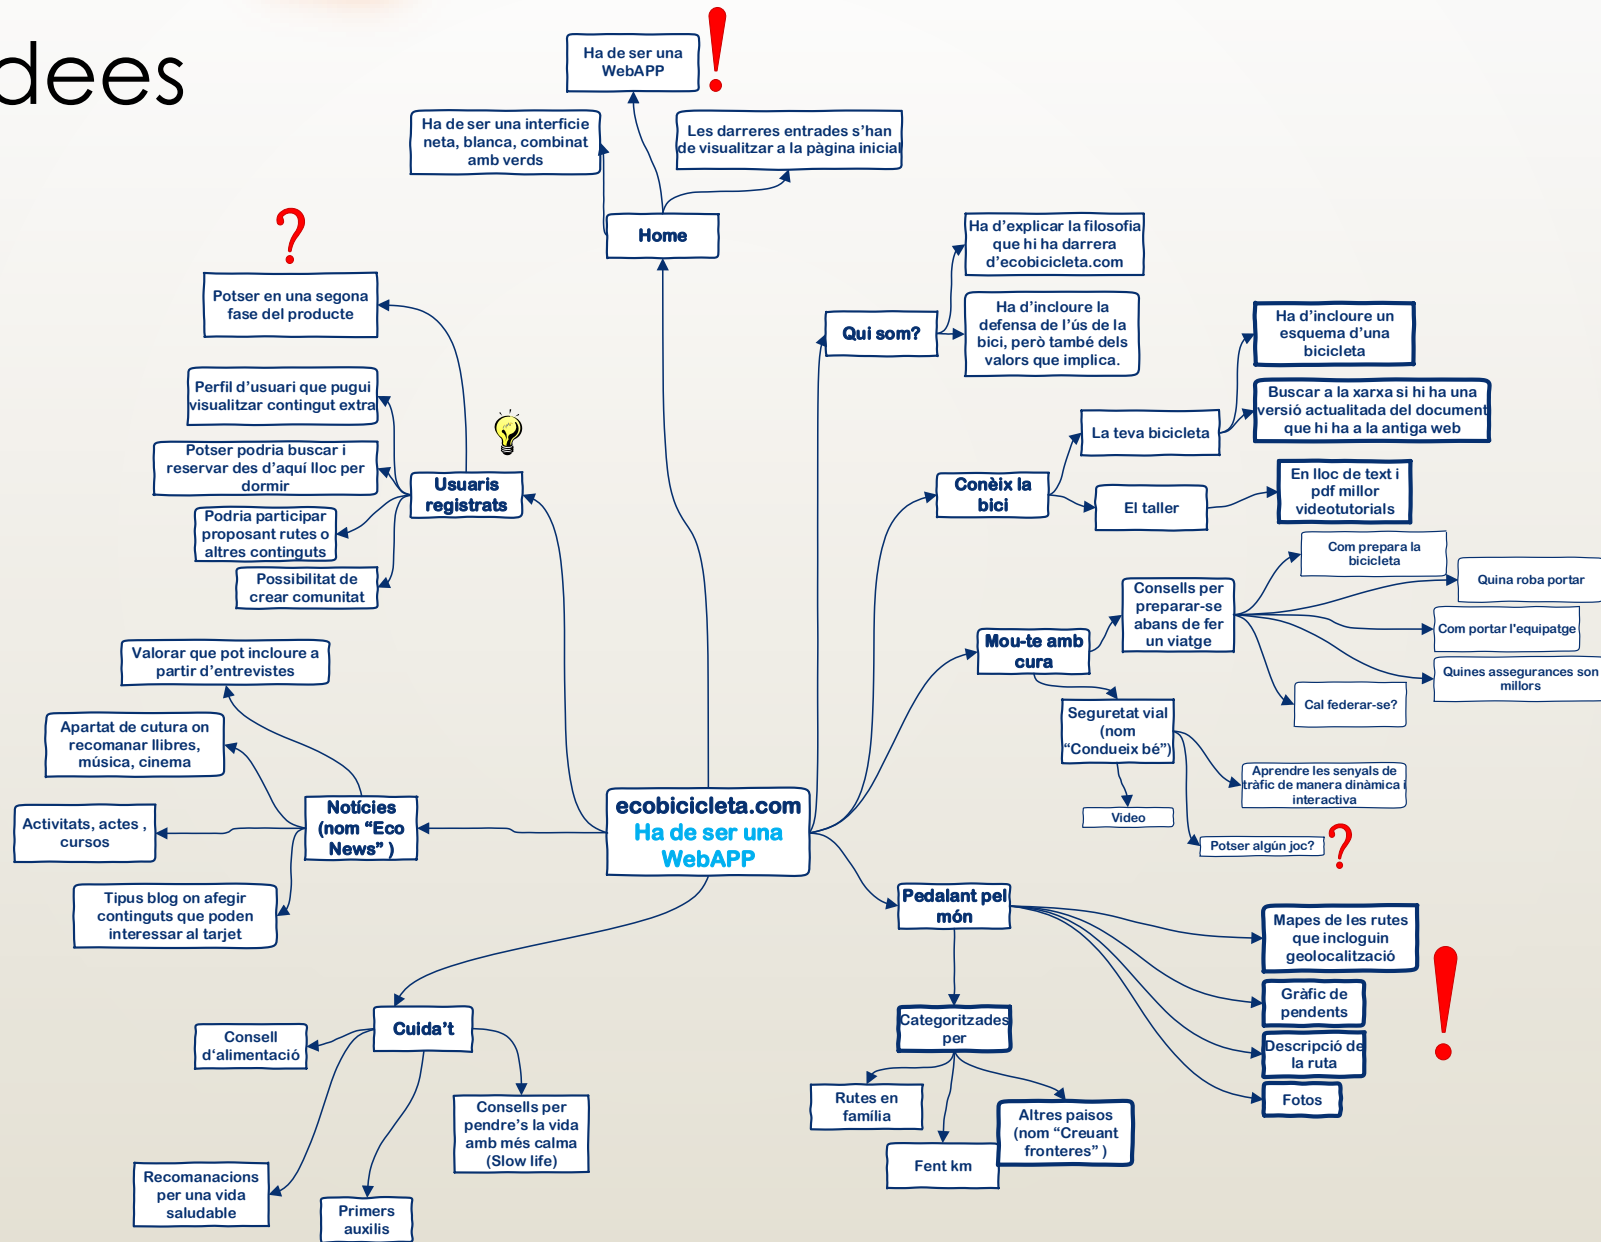 dees
Ha de ser una
WebAPP
!
Ha de ser una interficie
neta, blanca, combinat
amb verds
Les darreres entrades s'han
de visualitzar a la pàgina inicial
Home
?
Potser en una segona
fase del producte
Perfil d'usuari que pugui
visualitzar contingut extra
Potser podria buscar i
reservar des d'aquí lloc per
dormir
Podria participar
proposant rutes o
altres continguts
Possibilitat de
crear comunitat
Usuaris
registrats
Qui som?
Ha d'explicar la filosofia
que hi ha darrera
d'ecobicicleta.com
Ha d'incloure la
defensa de l'ús de la
bici, però també dels
valors que implica.
Conèix la
bici
La teva bicicleta
Ha d'incloure un
esquema d'una
bicicleta
Buscar a la xarxa si hi ha una
versió actualitada del document
que hi ha a la antiga web
El taller
En lloc de text i
pdf millor
videotutorials
Mou-te amb
cura
Consells per
preparar-se
abans de fer
un viatge
Com prepara la
bicicleta
Quina roba portar
Com portar l'equipatge
Quines assegurances son
millors
Cal federar-se?
Seguretat vial
(nom
"Condueix bé")
Aprendre les senyals de
tràfic de manera dinàmica i
interactiva
Video
Potser algún joc?
?
Valorar que pot incloure a
partir d'entrevistes
Apartat de cutura on
recomanar llibres,
música, cinema
Activitats, actes ,
cursos
Tipus blog on afegir
continguts que poden
interessar al tarjet
Notícies
(nom "Eco
News" )
ecobicicleta.com
Ha de ser una
WebAPP
Pedalant pel
món
Mapes de les rutes
que incloguin
geolocalització
Gràfic de
pendents
Descripció de
la ruta
Fotos
!
Categoritzades
per
Rutes en
família
Fent km
Altres paisos
(nom "Creuant
fronteres" )
Cuida't
Consell
d'alimentació
Recomanacions
per una vida
saludable
Primers
auxilis
Consells per
pendre's la vida
amb més calma
(Slow life)